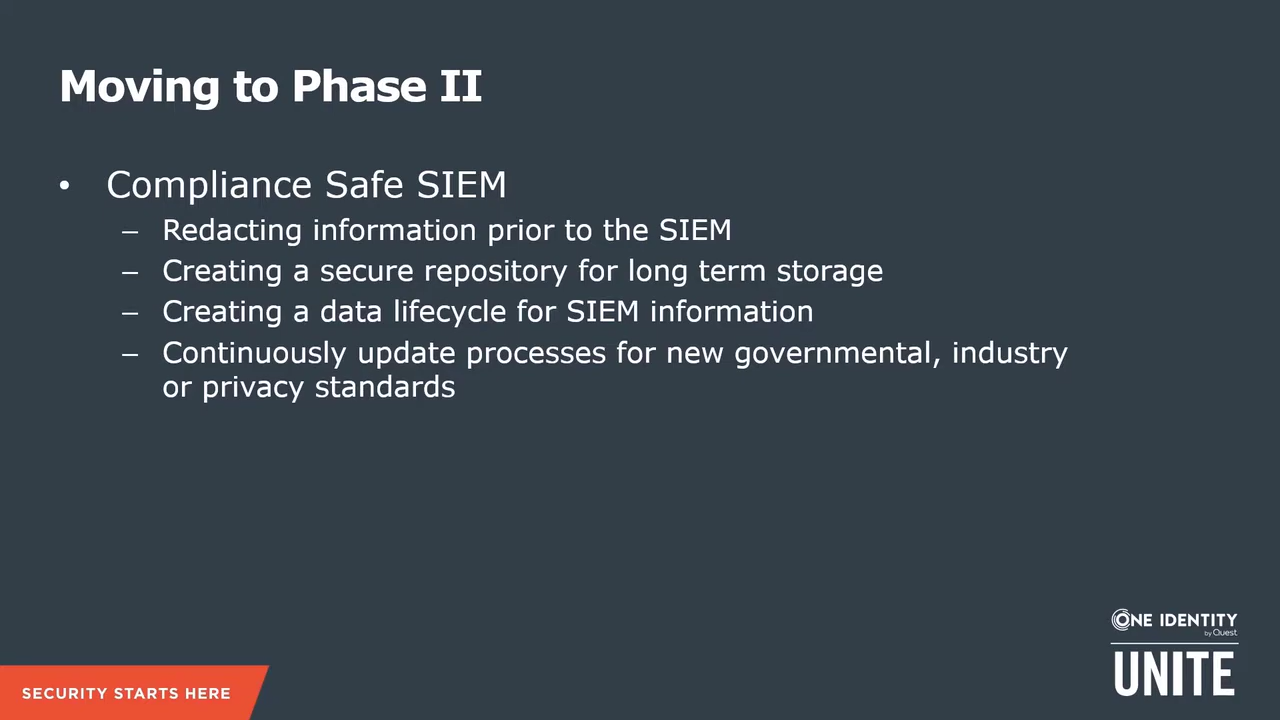 Moving to Phase II
• Compliance Safe SIEM
– Redacting information prior to the SIEM
– Creating a secure repository for long term storage
– Creating a data lifecycle for SIEM information
– Continuously update processes for new governmental, industry
or privacy standards
ONE IDENTITY
by Quest
UNITE
SECURITY STARTS HERE